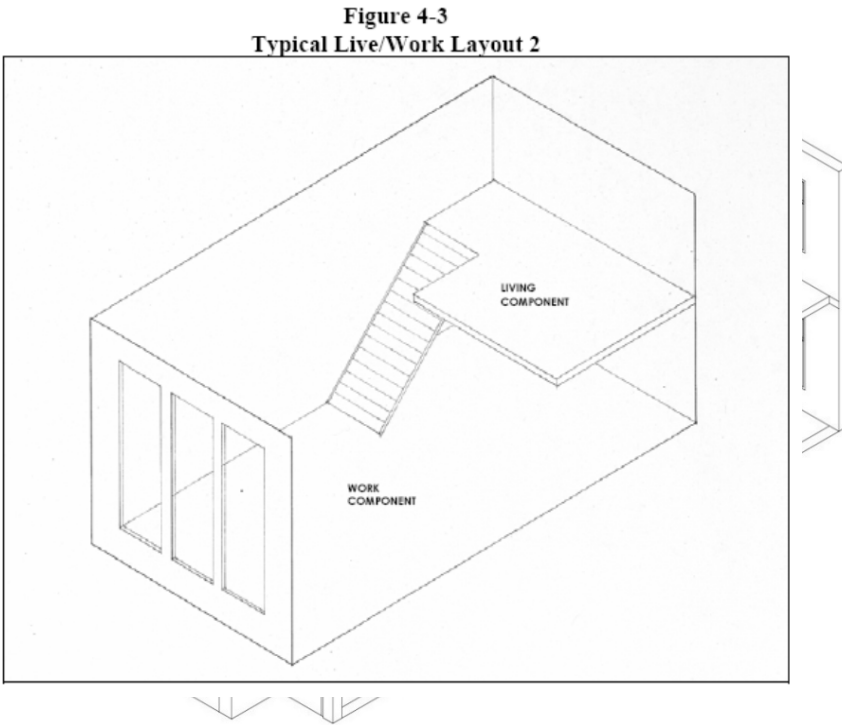 Figure 4-3
Typical Live/Work Layout 2
LIVING
COMPONENT
WORK
COMPONENT